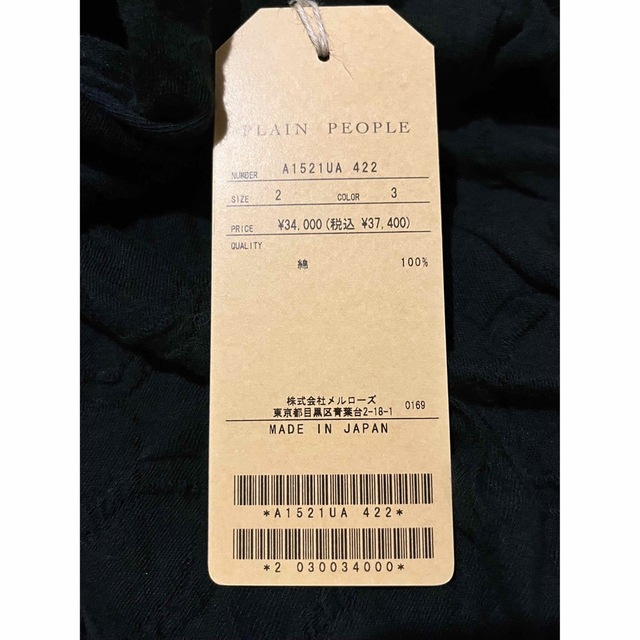 PLAIN PEOPLE
NUMBER A1521UA 422
SIZE 2 COLOR 3
PRICE ¥34,000(税込 ¥37,400)
QUALITY
綿 100%
株式会社メルローズ
東京都目黒区青葉台2-18-1 0169
MADE IN JAPAN
*A1521UA 422*
*2 030034000*